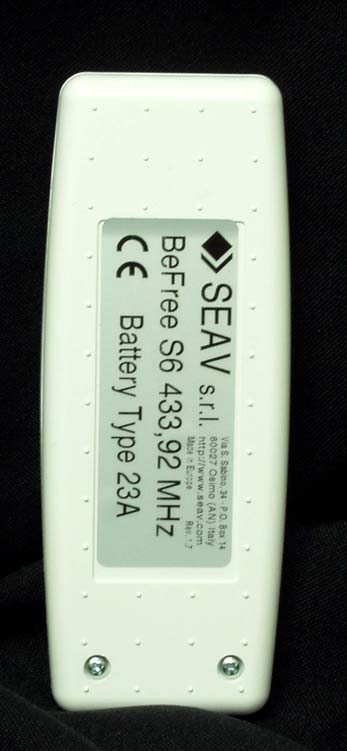 SEAV s.r.l.
Via S. Sabino, 34 - P.O. Box 14
60027 Osimo (AN) Italy
http://www.seav.com
BeFree S6 433,92 MHz
Made in Europe Rev. 1.7
CE Battery Type 23A